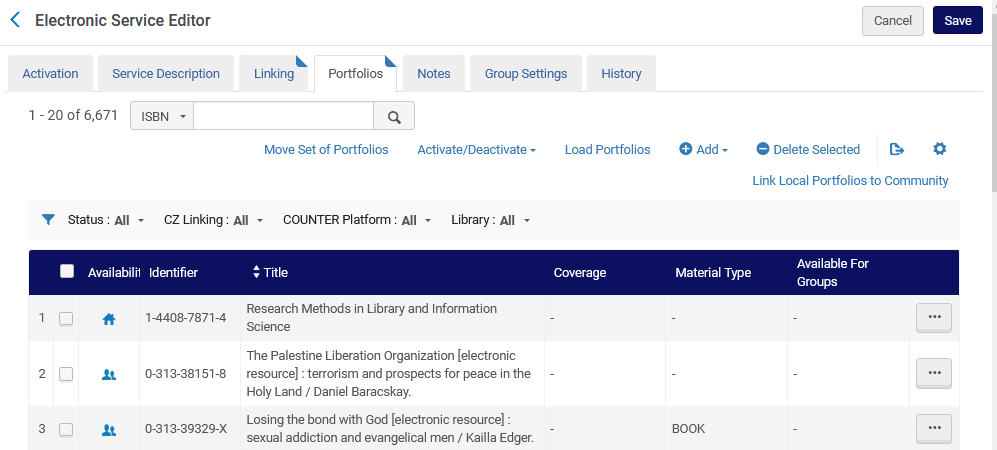 Electronic Service Editor
Cancel
Save
Activation
Service Description
Linking
Portfolios
Notes
Group Settings
History
1 - 20 of 6,671
ISBN
Move Set of Portfolios
Activate/Deactivate
Load Portfolios
Add
Delete Selected
Link Local Portfolios to Community
Status : All
CZ Linking : All
COUNTER Platform : All
Library : All
Availabilit
Identifier
Title
Coverage
Material Type
Available For
Groups
1
1-4408-7871-4
Research Methods in Library and Information
Science
-
-
-
2
0-313-38151-8
The Palestine Liberation Organization [electronic
resource] : terrorism and prospects for peace in the
Holy Land / Daniel Baracskay.
-
-
-
3
0-313-39329-X
Losing the bond with God [electronic resource] :
sexual addiction and evangelical men / Kailla Edger.
-
BOOK
-